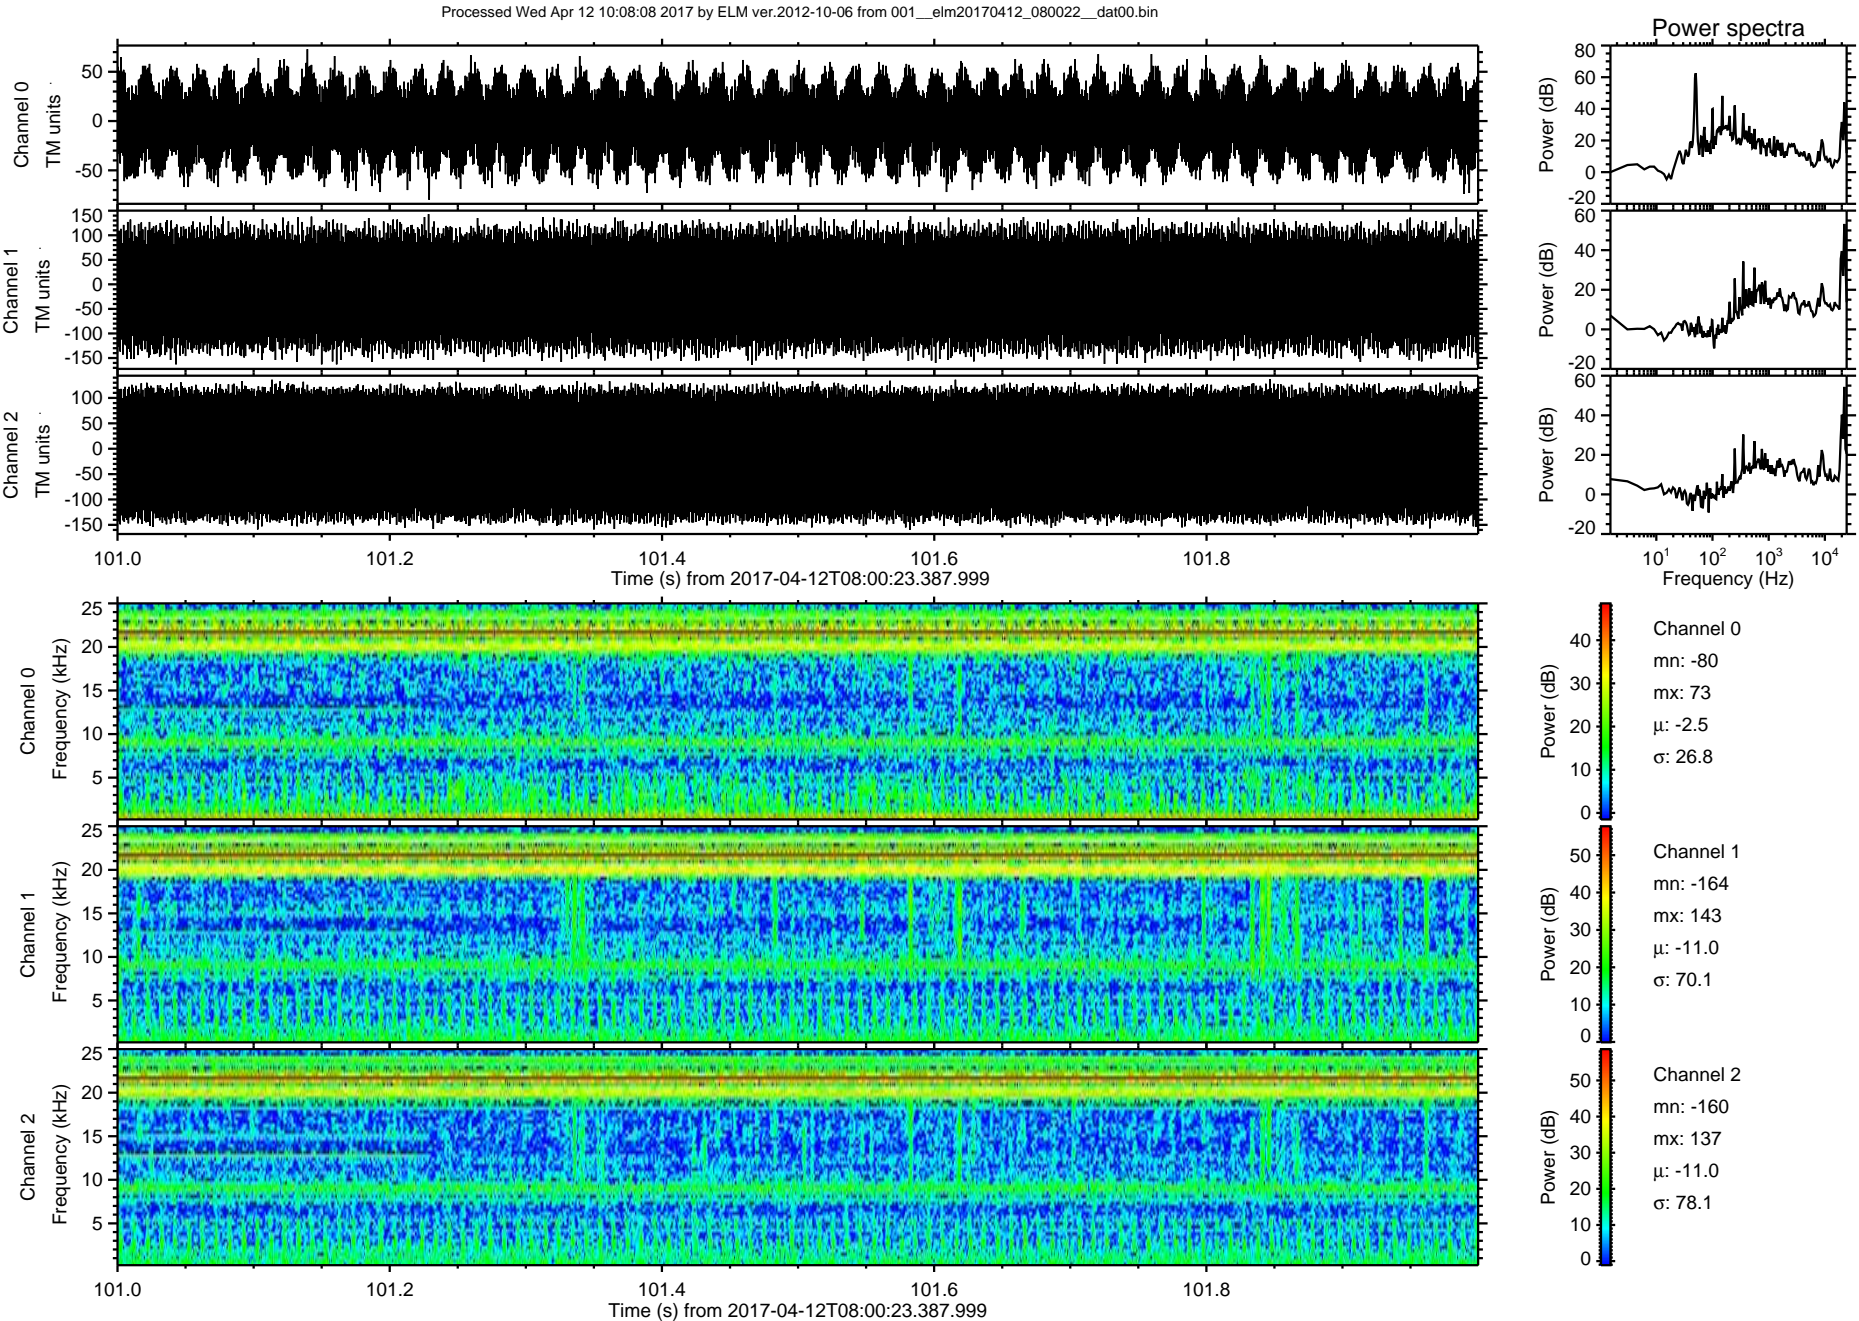 Processed Wed Apr 12 10:08:08 2017 by ELM ver.2012-10-06 from 001__elm20170412_080022__dat00.bin
Power spectra
Channel 0
TM units
50
0
-50
Power (dB)
80
60
40
20
0
-20
Channel 1
TM units
150
100
50
0
-50
-100
-150
Power (dB)
60
40
20
0
-20
Channel 2
TM units
100
50
0
-50
-100
-150
Power (dB)
60
40
20
0
-20
101.0 101.2 101.4 101.6 101.8
Time (s) from 2017-04-12T08:00:23.387.999
10¹ 10² 10³ 10⁴
Frequency (Hz)
Channel 0
Frequency (kHz)
25
20
15
10
5
Power (dB)
40
30
20
10
0
Channel 0
mn: -80
mx: 73
μ: -2.5
σ: 26.8
Channel 1
Frequency (kHz)
25
20
15
10
5
Power (dB)
50
40
30
20
10
0
Channel 1
mn: -164
mx: 143
μ: -11.0
σ: 70.1
Channel 2
Frequency (kHz)
25
20
15
10
5
Power (dB)
50
40
30
20
10
0
Channel 2
mn: -160
mx: 137
μ: -11.0
σ: 78.1
101.0 101.2 101.4 101.6 101.8
Time (s) from 2017-04-12T08:00:23.387.999